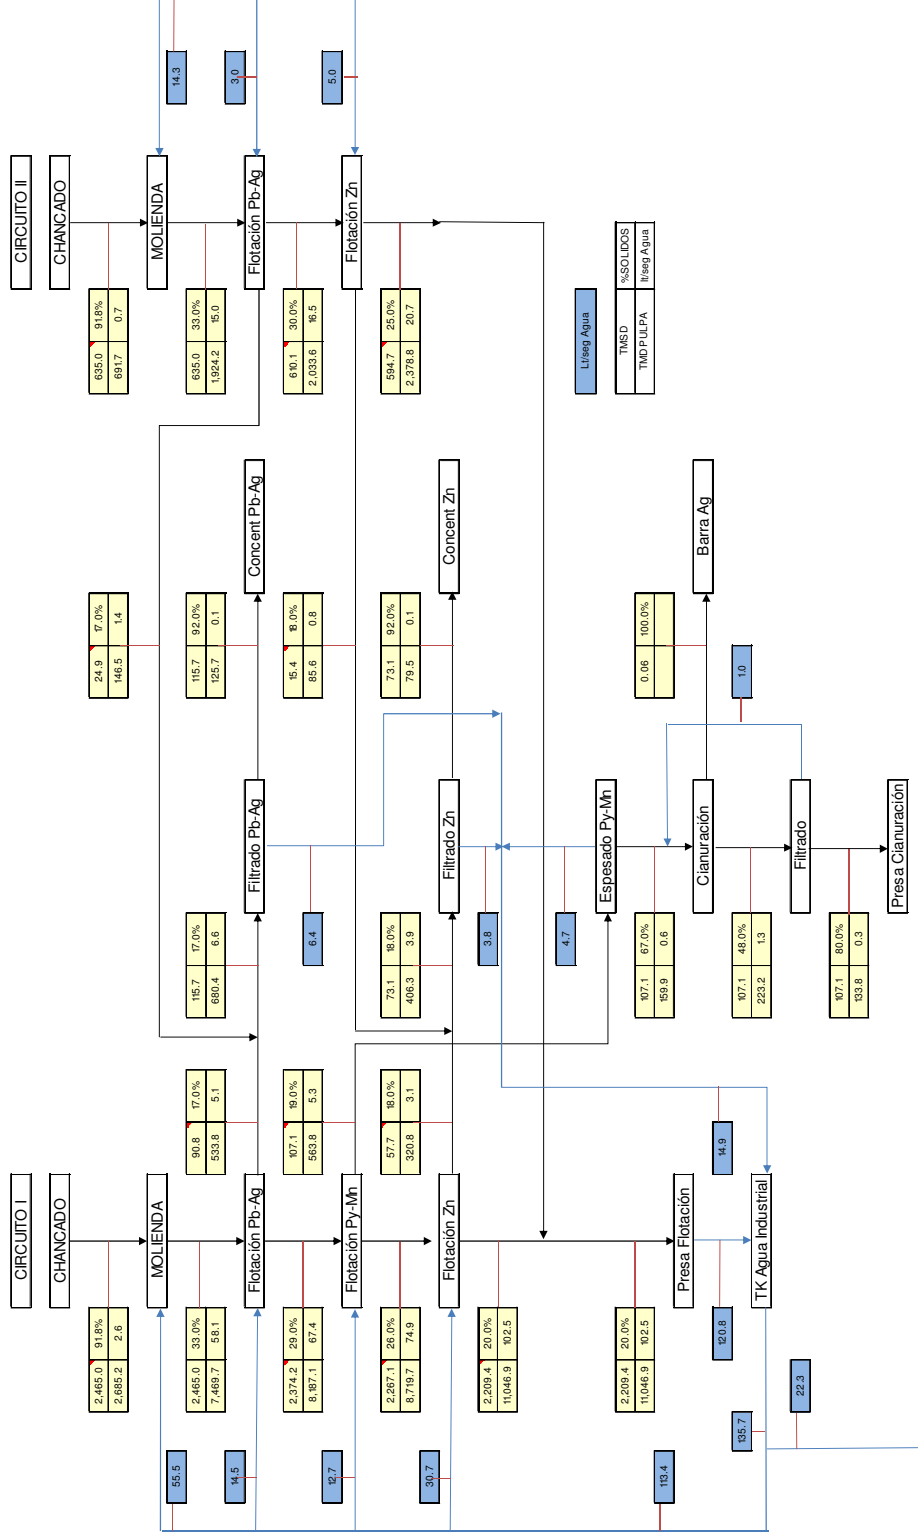 CIRCUITO I CIRCUITO II
CHANCADO CHANCADO
2,465.0 91.8% 24.9 17.0% 635.0 91.8%
2,685.2 2.6 146.5 1.4 691.7 0.7
MOLIENDA MOLIENDA
55.5 14.3
2,465.0 33.0% 90.8 17.0% 115.7 17.0% 115.7 92.0% 635.0 33.0%
7,469.7 58.1 533.8 5.1 680.4 6.6 125.7 0.1 1,924.2 15.0
14.5 3.0
Flotación Pb-Ag Filtrado Pb-Ag Concent Pb-Ag Flotación Pb-Ag
2,374.2 29.0% 107.1 19.0% 15.4 18.0% 610.1 30.0%
8,187.1 67.4 563.8 5.3 6.4 85.6 0.8 2,033.6 16.5
12.7 5.0
Flotación Py-Mn Flotación Zn
2,267.1 26.0% 57.7 18.0% 73.1 18.0% 73.1 92.0% 594.7 25.0%
8,719.7 74.9 320.8 3.1 406.3 3.9 79.5 0.1 2,378.8 20.7
30.7
Flotación Zn Filtrado Zn Concent Zn
2,209.4 20.0% 3.8
11,046.9 102.5
4.7 Lt/seg Agua
Espesado Py-Mn
2,209.4 20.0% 107.1 67.0% 0.06 100.0% TMSD %SOLIDOS
11,046.9 102.5 159.9 0.6 TMD PULPA lt/seg Agua
113.4
Presa Flotación Cianuración Barra Ag
120.8 14.9
107.1 48.0% 1.0
135.7 223.2 1.3
TK Agua Industrial
22.3 Filtrado
107.1 80.0%
133.8 0.3
Presa Cianuración